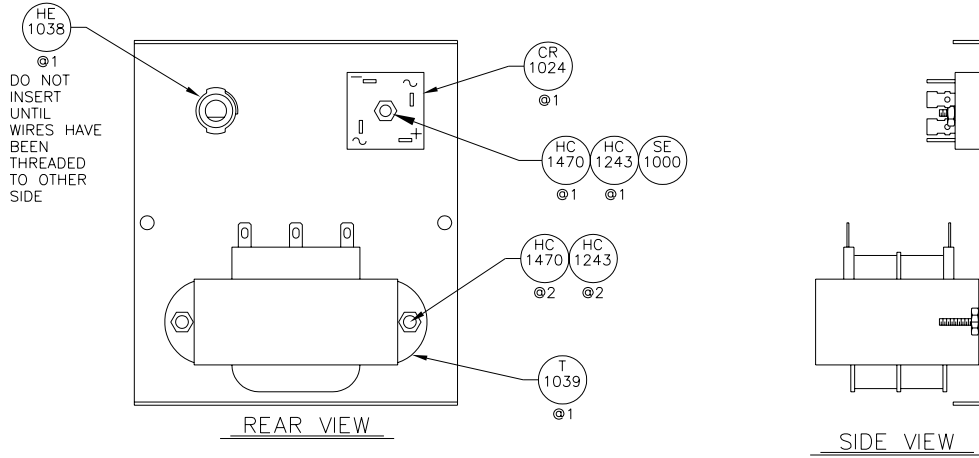 HE
1038
@1
DO NOT
INSERT
UNTIL
WIRES HAVE
BEEN
THREADED
TO OTHER
SIDE
CR
1024
@1
HC
1470
@1
HC
1243
@1
SE
1000
HC
1470
@2
HC
1243
@2
T
1039
@1
REAR VIEW
SIDE VIEW